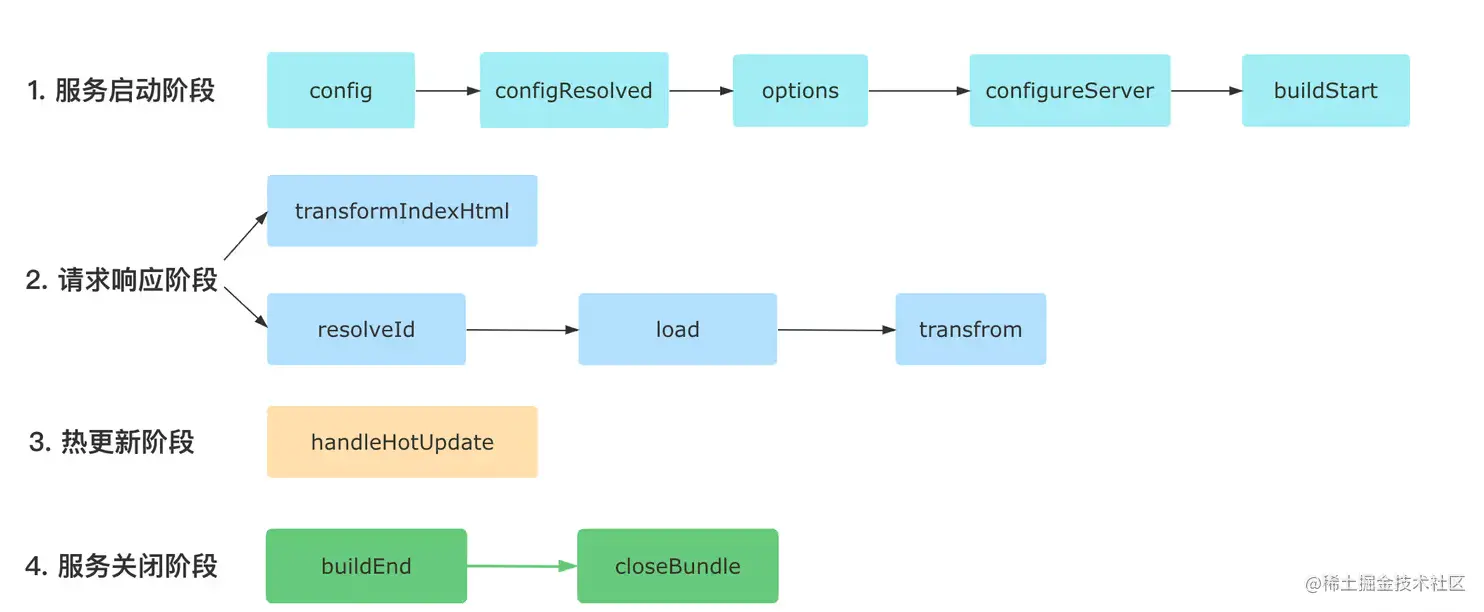 1. 服务启动阶段 config configResolved options configureServer buildStart
transformIndexHtml
2. 请求响应阶段
resolveId load transfrom
3. 热更新阶段 handleHotUpdate
4. 服务关闭阶段 buildEnd closeBundle
@稀土掘金技术社区